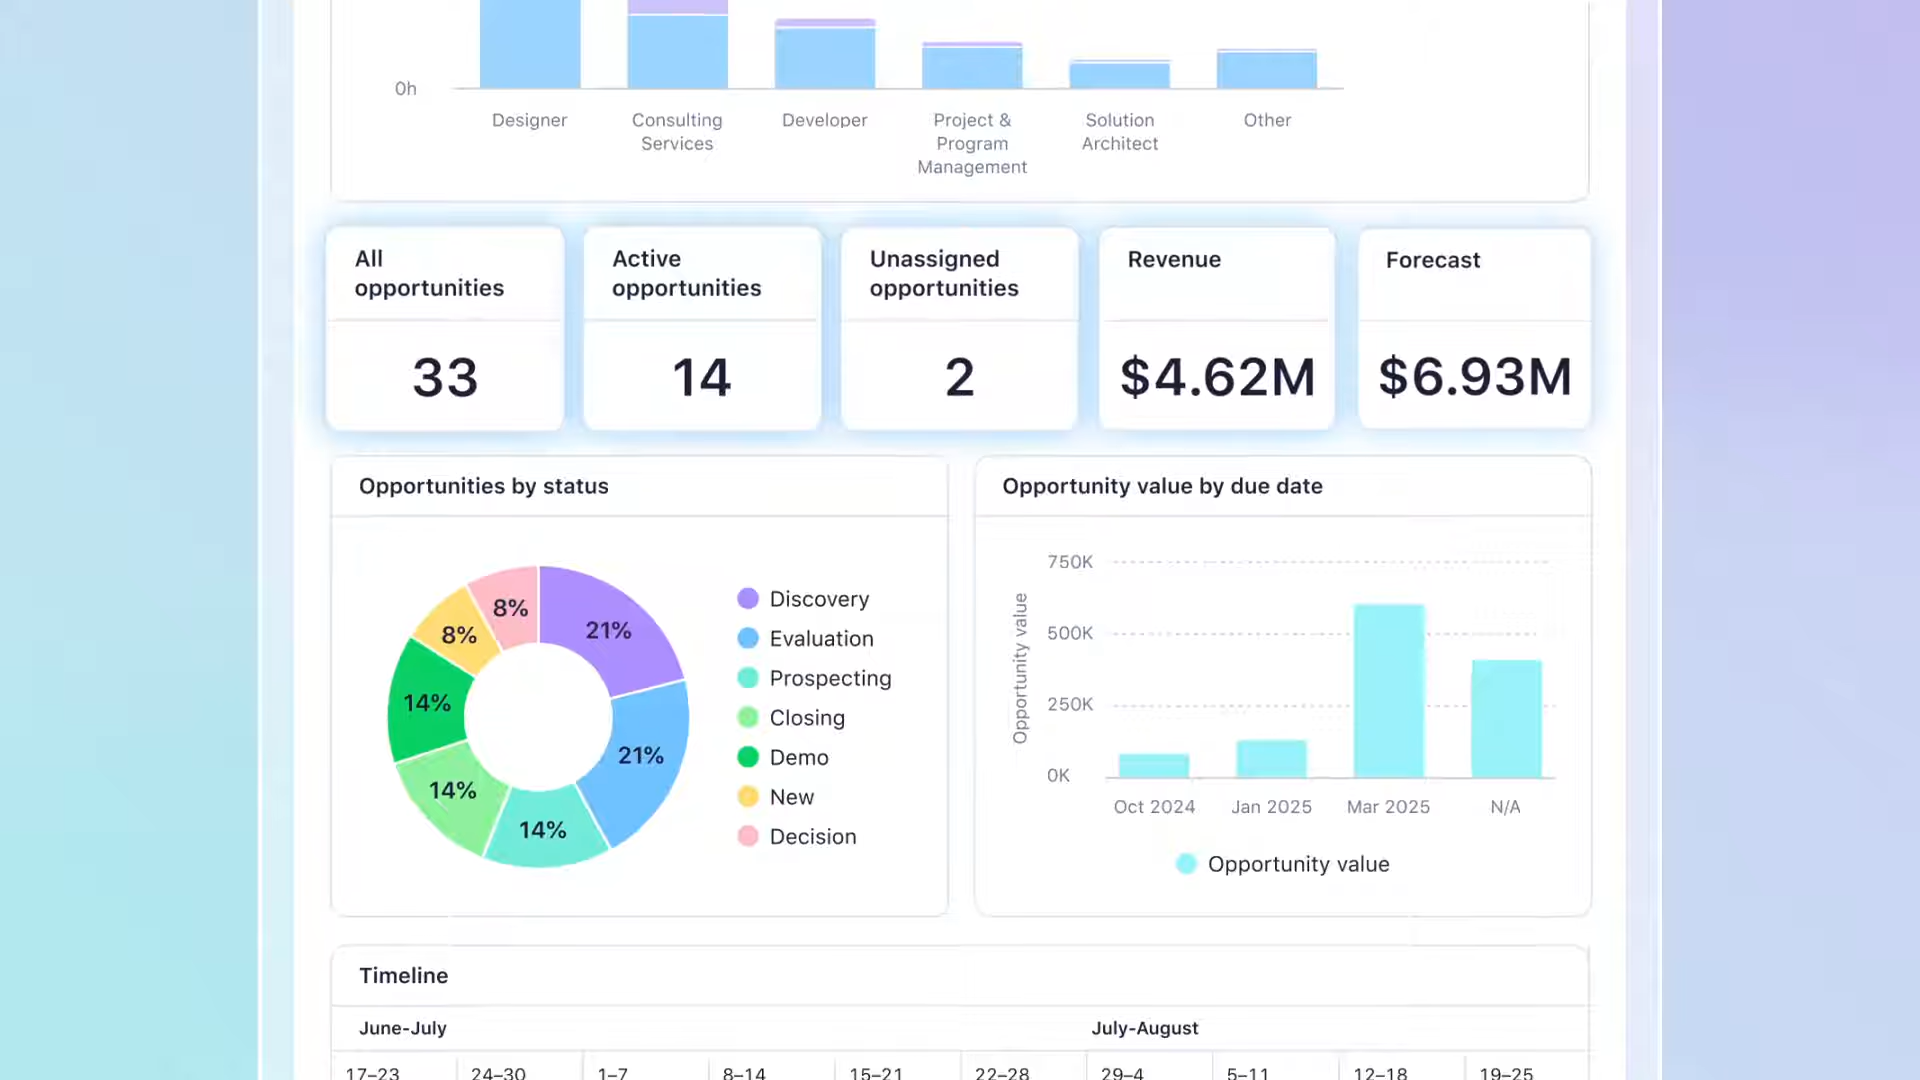 0h
Designer
Consulting
Services
Developer
Project &
Program
Management
Solution
Architect
Other
All
opportunities
33
Active
opportunities
14
Unassigned
opportunities
2
Revenue
$4.62M
Forecast
$6.93M
Opportunities by status
8%
21%
8%
14%
21%
14%
14%
Discovery
Evaluation
Prospecting
Closing
Demo
New
Decision
Opportunity value by due date
Opportunity value
750K
500K
250K
0K
Oct 2024
Jan 2025
Mar 2025
N/A
Opportunity value
Timeline
June-July
July-August
17–23
24–30
1–7
8–14
15–21
22–28
29–4
5–11
12–18
19–25